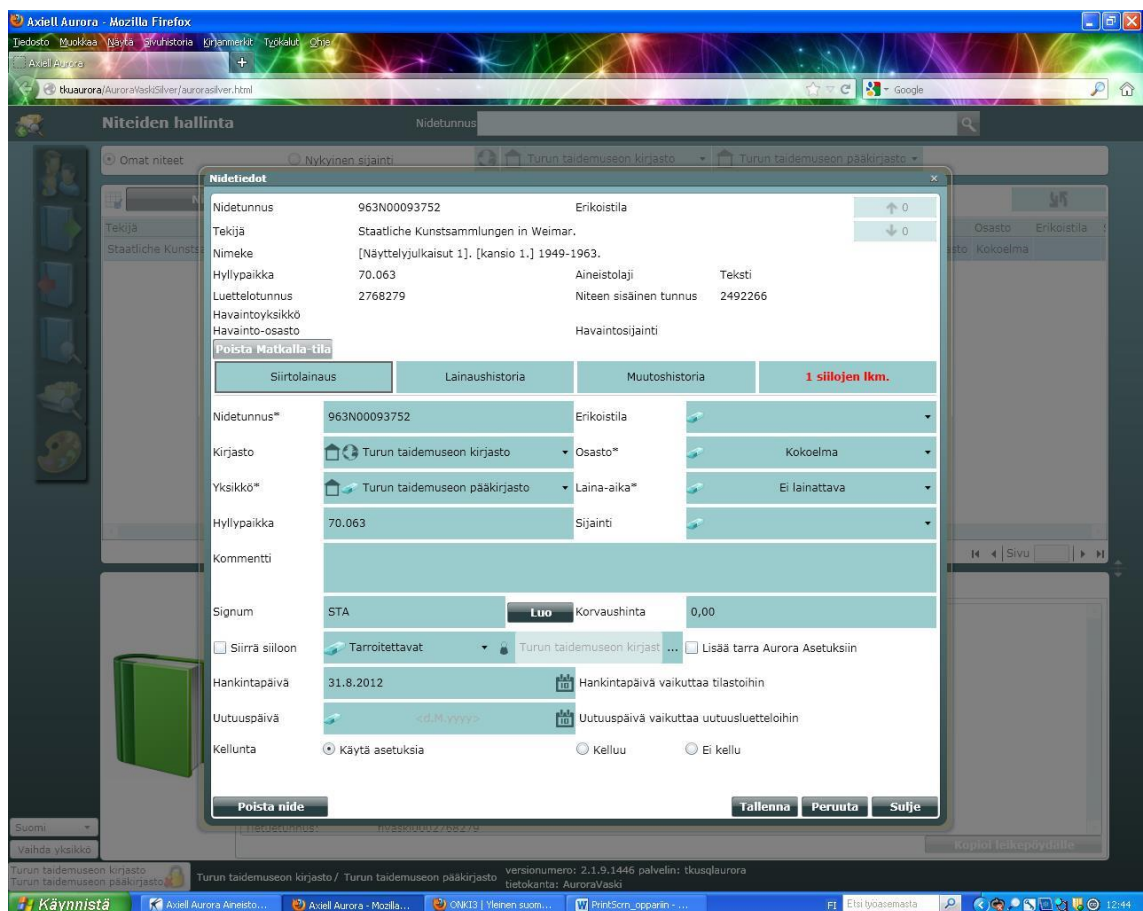 Axiell Aurora - Mozilla Firefox
Tiedosto Muokkaa Näytä Sivuhistoria Kirjanmerkit Työkalut Ohje
Axiell Aurora +
tkuaurora/AuroraVaskiSilver/aurorasilver.html Google
Niteiden hallinta Nidetunnus
Omat niteet Nykyinen sijainti Turun taidemuseon kirjasto Turun taidemuseon pääkirjasto
Nidetiedot x
Tekijä Osasto Erikoistila
Staatliche Kunsts Kokoelma
Nidetunnus 963N00093752 Erikoistila 0
Tekijä Staatliche Kunstsammlungen in Weimar. 0
Nimeke [Näyttelyjulkaisut 1]. [kansio 1.] 1949-1963.
Hyllypaikka 70.063 Aineistolaji Teksti
Luettelotunnus 2768279 Niteen sisäinen tunnus 2492266
Havaintoyksikkö
Havainto-osasto Havaintosijainti
Poista Matkalla-tila
Siirtolainaus Lainaushistoria Muutoshistoria 1 siilojen lkm.
Nidetunnus* 963N00093752 Erikoistila
Kirjasto Turun taidemuseon kirjasto Osasto* Kokoelma
Yksikkö* Turun taidemuseon pääkirjasto Laina-aika* Ei lainattava
Hyllypaikka 70.063 Sijainti
Kommentti
Sivu
Signum STA Luo Korvaushinta 0,00
Siirrä siiloon Tarroitettavat Turun taidemuseon kirjast ... Lisää tarra Aurora Asetuksiin
Hankintapäivä 31.8.2012 Hankintapäivä vaikuttaa tilastoihin
Uutuuspäivä <d.M.yyyy> Uutuuspäivä vaikuttaa uutuusluetteloihin
Kellunta Käytä asetuksia Kelluu Ei kellu
Poista nide Tallenna Peruuta Sulje
Suomi
Vaihda yksikkö Kopioi leikepöydälle
Turun taidemuseon kirjasto
Turun taidemuseon pääkirjasto
Turun taidemuseon kirjasto / Turun taidemuseon pääkirjasto
versionumero: 2.1.9.1446 palvelin: tkusqlaurora
tietokanta: AuroraVaski
Käynnistä Axiell Aurora Aineisto... Axiell Aurora - Mozilla... ONKI3 | Yleinen suom... PrintScrn_oppariin - ... FI Etsi työasemasta 12:44